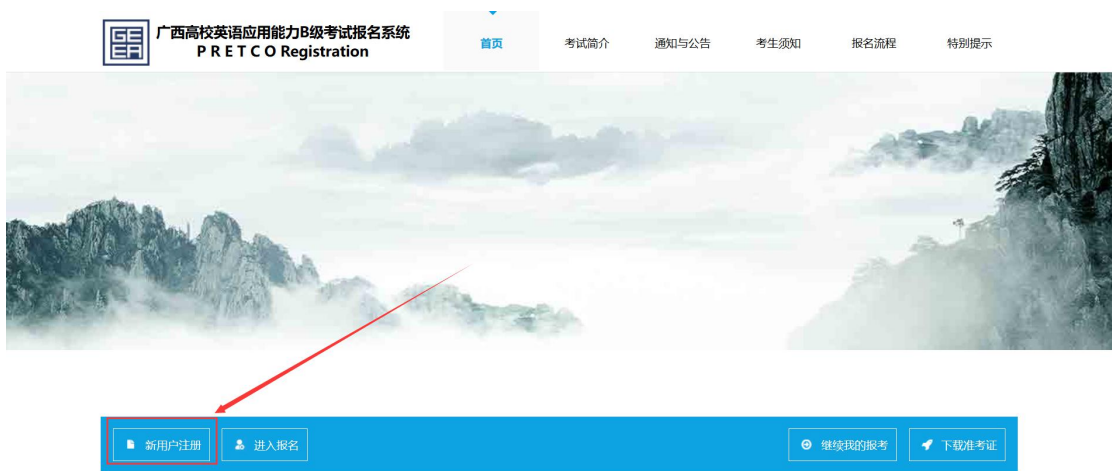 广西高校英语应用能力B级考试报名系统
PRETCO Registration
首页
考试简介
通知与公告
考生须知
报名流程
特别提示
新用户注册
进入报名
继续我的报考
下载准考证